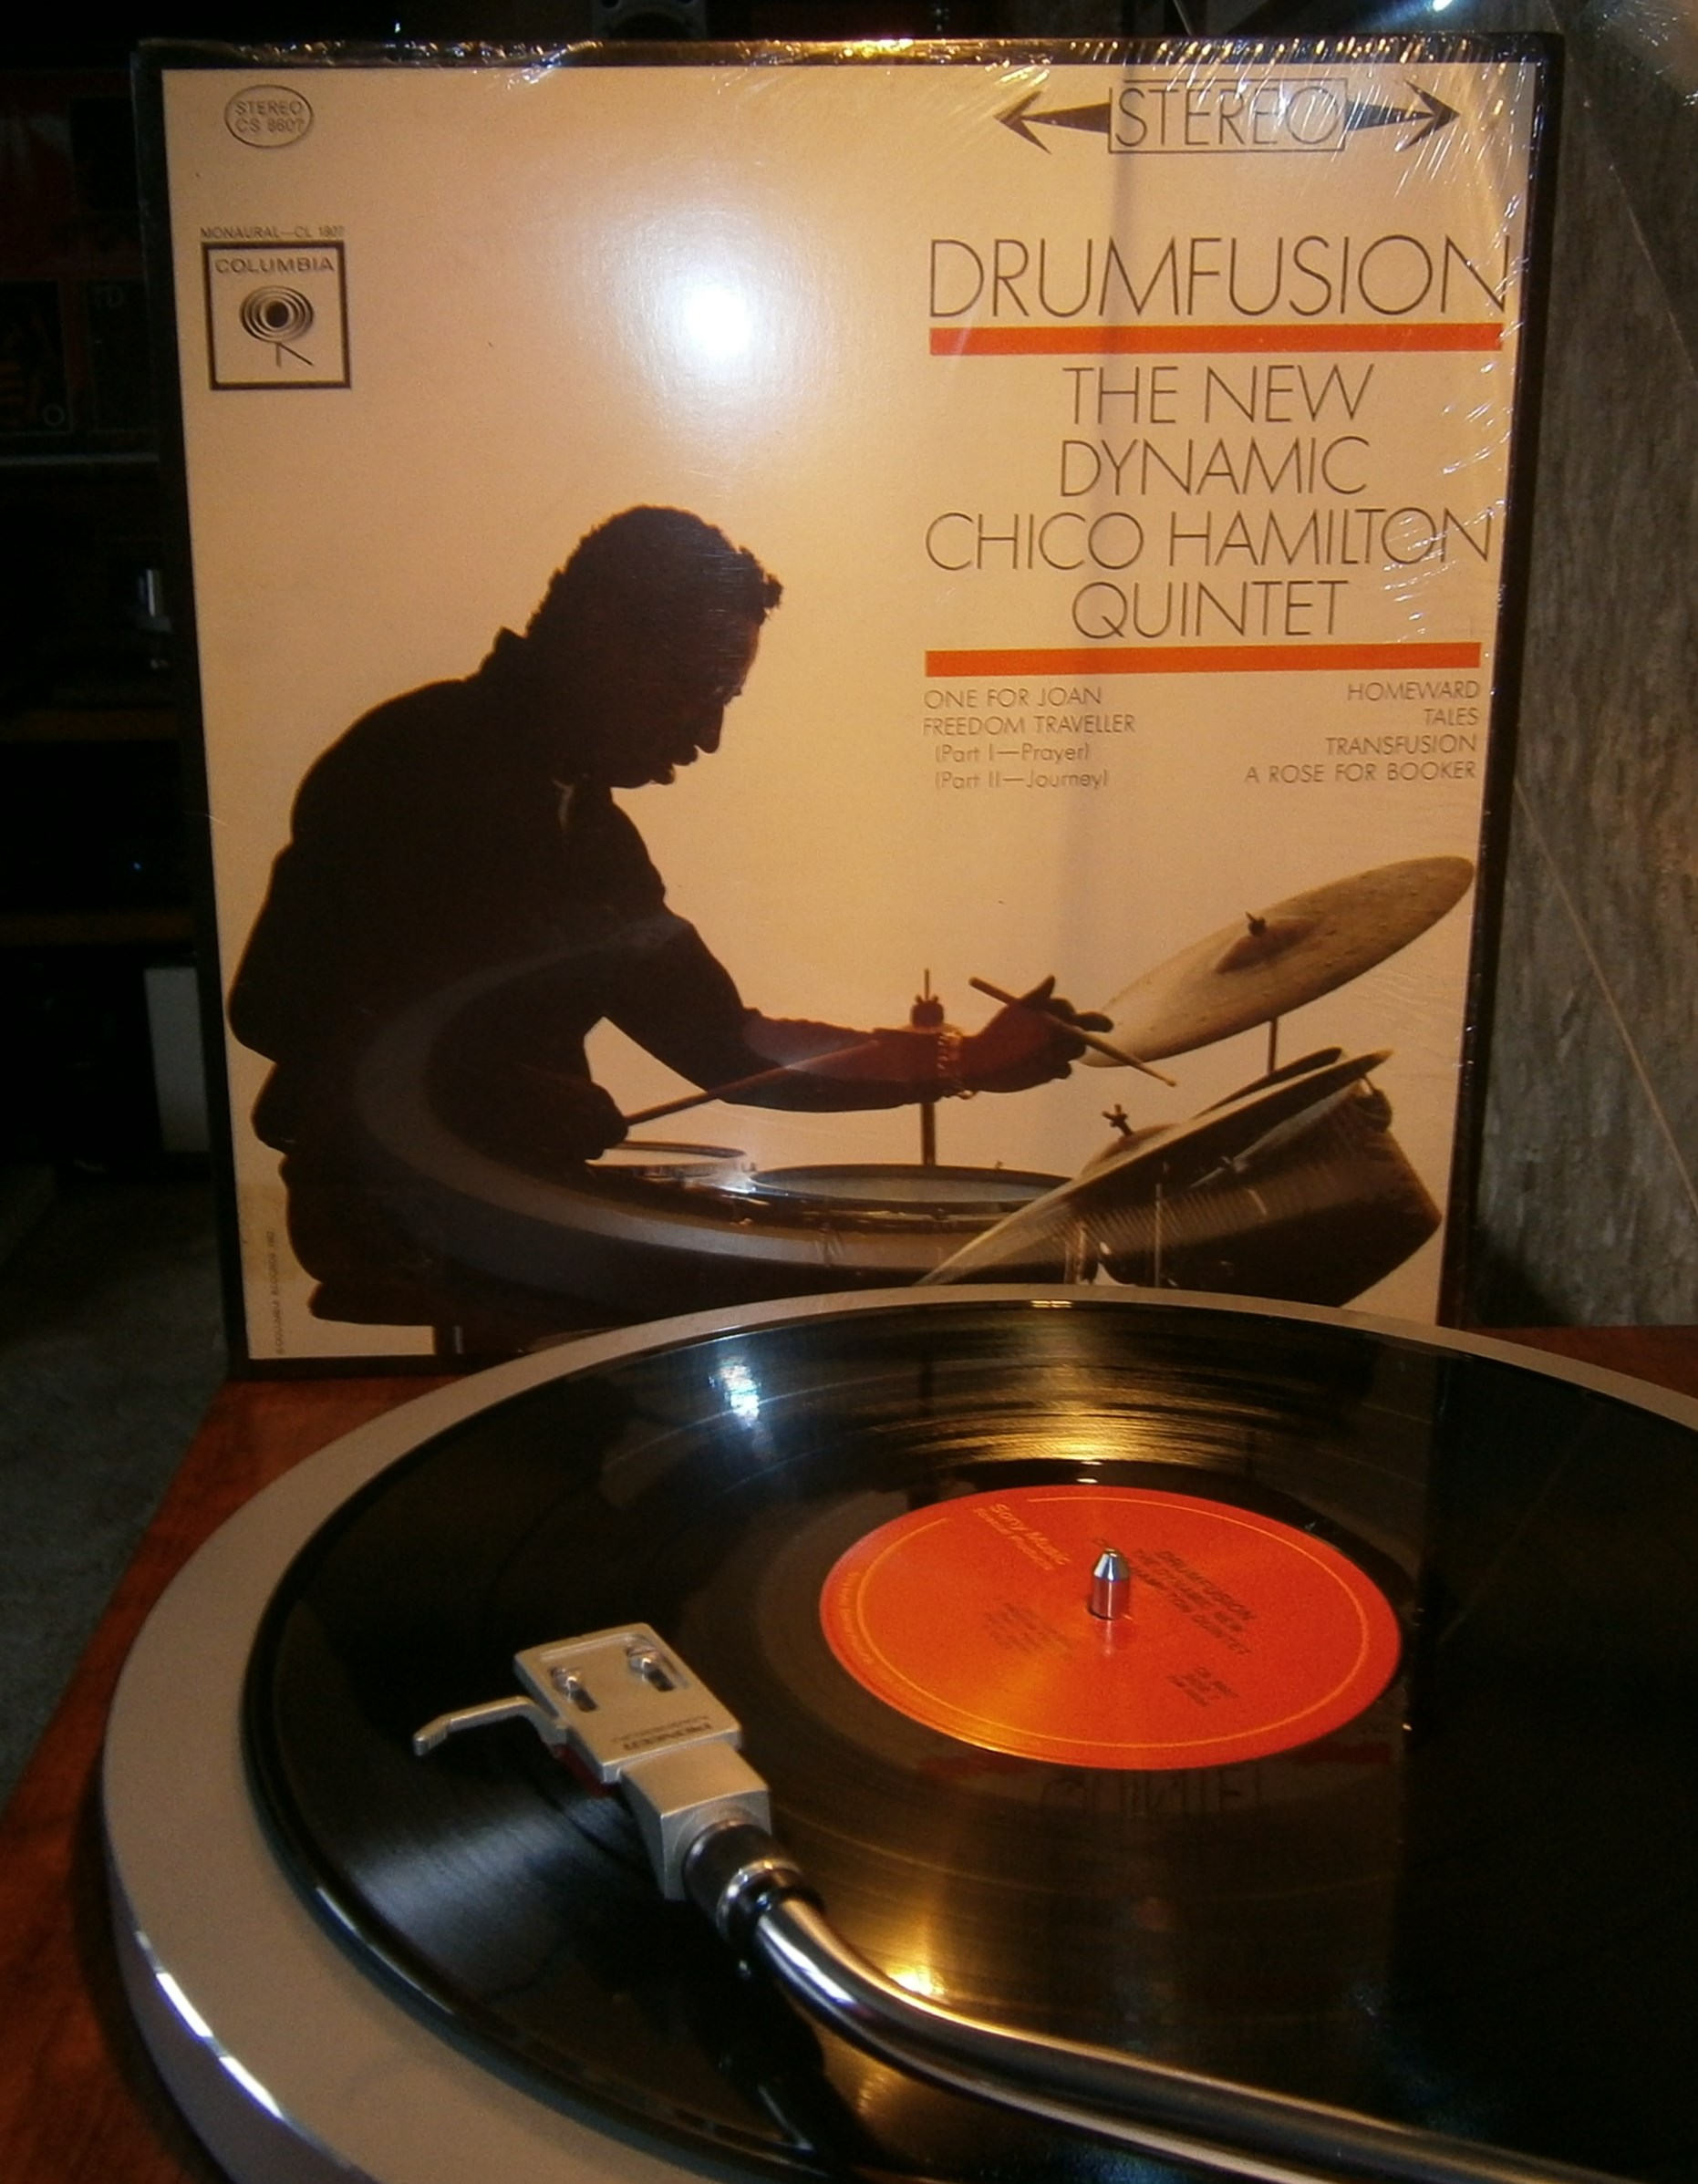 STEREO
CS 8607
STEREO
MONAURAL—CL 1807
COLUMBIA
DRUMFUSION
THE NEW
DYNAMIC
CHICO HAMILTON
QUINTET
ONE FOR JOAN
FREEDOM TRAVELLER
(Part I—Prayer)
(Part II—Journey)
HOMEWARD
TALES
TRANSFUSION
A ROSE FOR BOOKER
Sony Music
DRUMFUSION
PIONEER